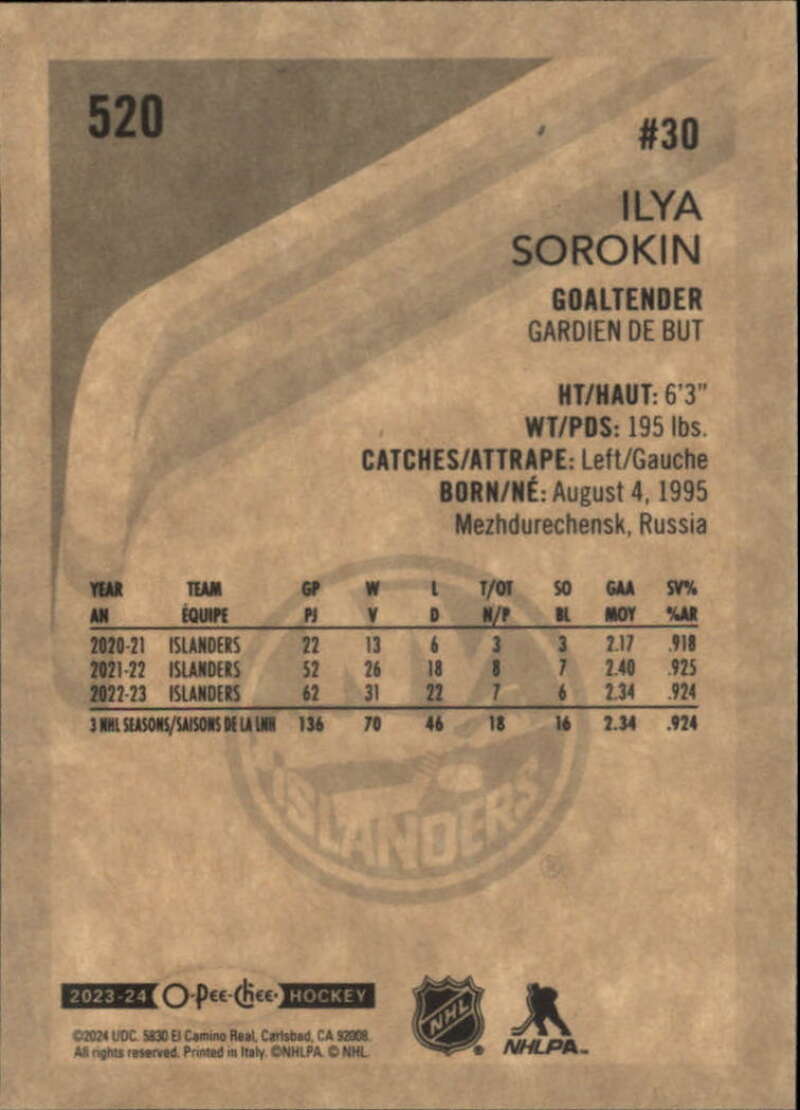 520
#30
ILYA
SOROKIN
GOALTENDER
GARDIEN DE BUT
HT/HAUT: 6'3"
WT/PDS: 195 lbs.
CATCHES/ATTRAPE: Left/Gauche
BORN/NÉ: August 4, 1995
Mezhdurechensk, Russia
YEAR TEAM GP W L T/OT SO GAA SV%
AN ÉQUIPE PJ V D N/P BL MOY %AR
2020-21 ISLANDERS 22 13 6 3 3 2.17 .918
2021-22 ISLANDERS 52 26 18 8 7 2.40 .925
2022-23 ISLANDERS 62 31 22 7 6 2.34 .924
3 NHL SEASONS/SAISONS DE LA LNH 136 70 46 18 16 2.34 .924
NY
ISLANDERS
2023-24 O-Pee-Chee HOCKEY
©2024 UDC. 5830 El Camino Real, Carlsbad, CA 92008.
All rights reserved. Printed in Italy. ©NHLPA. © NHL.
NHL
NHLPA